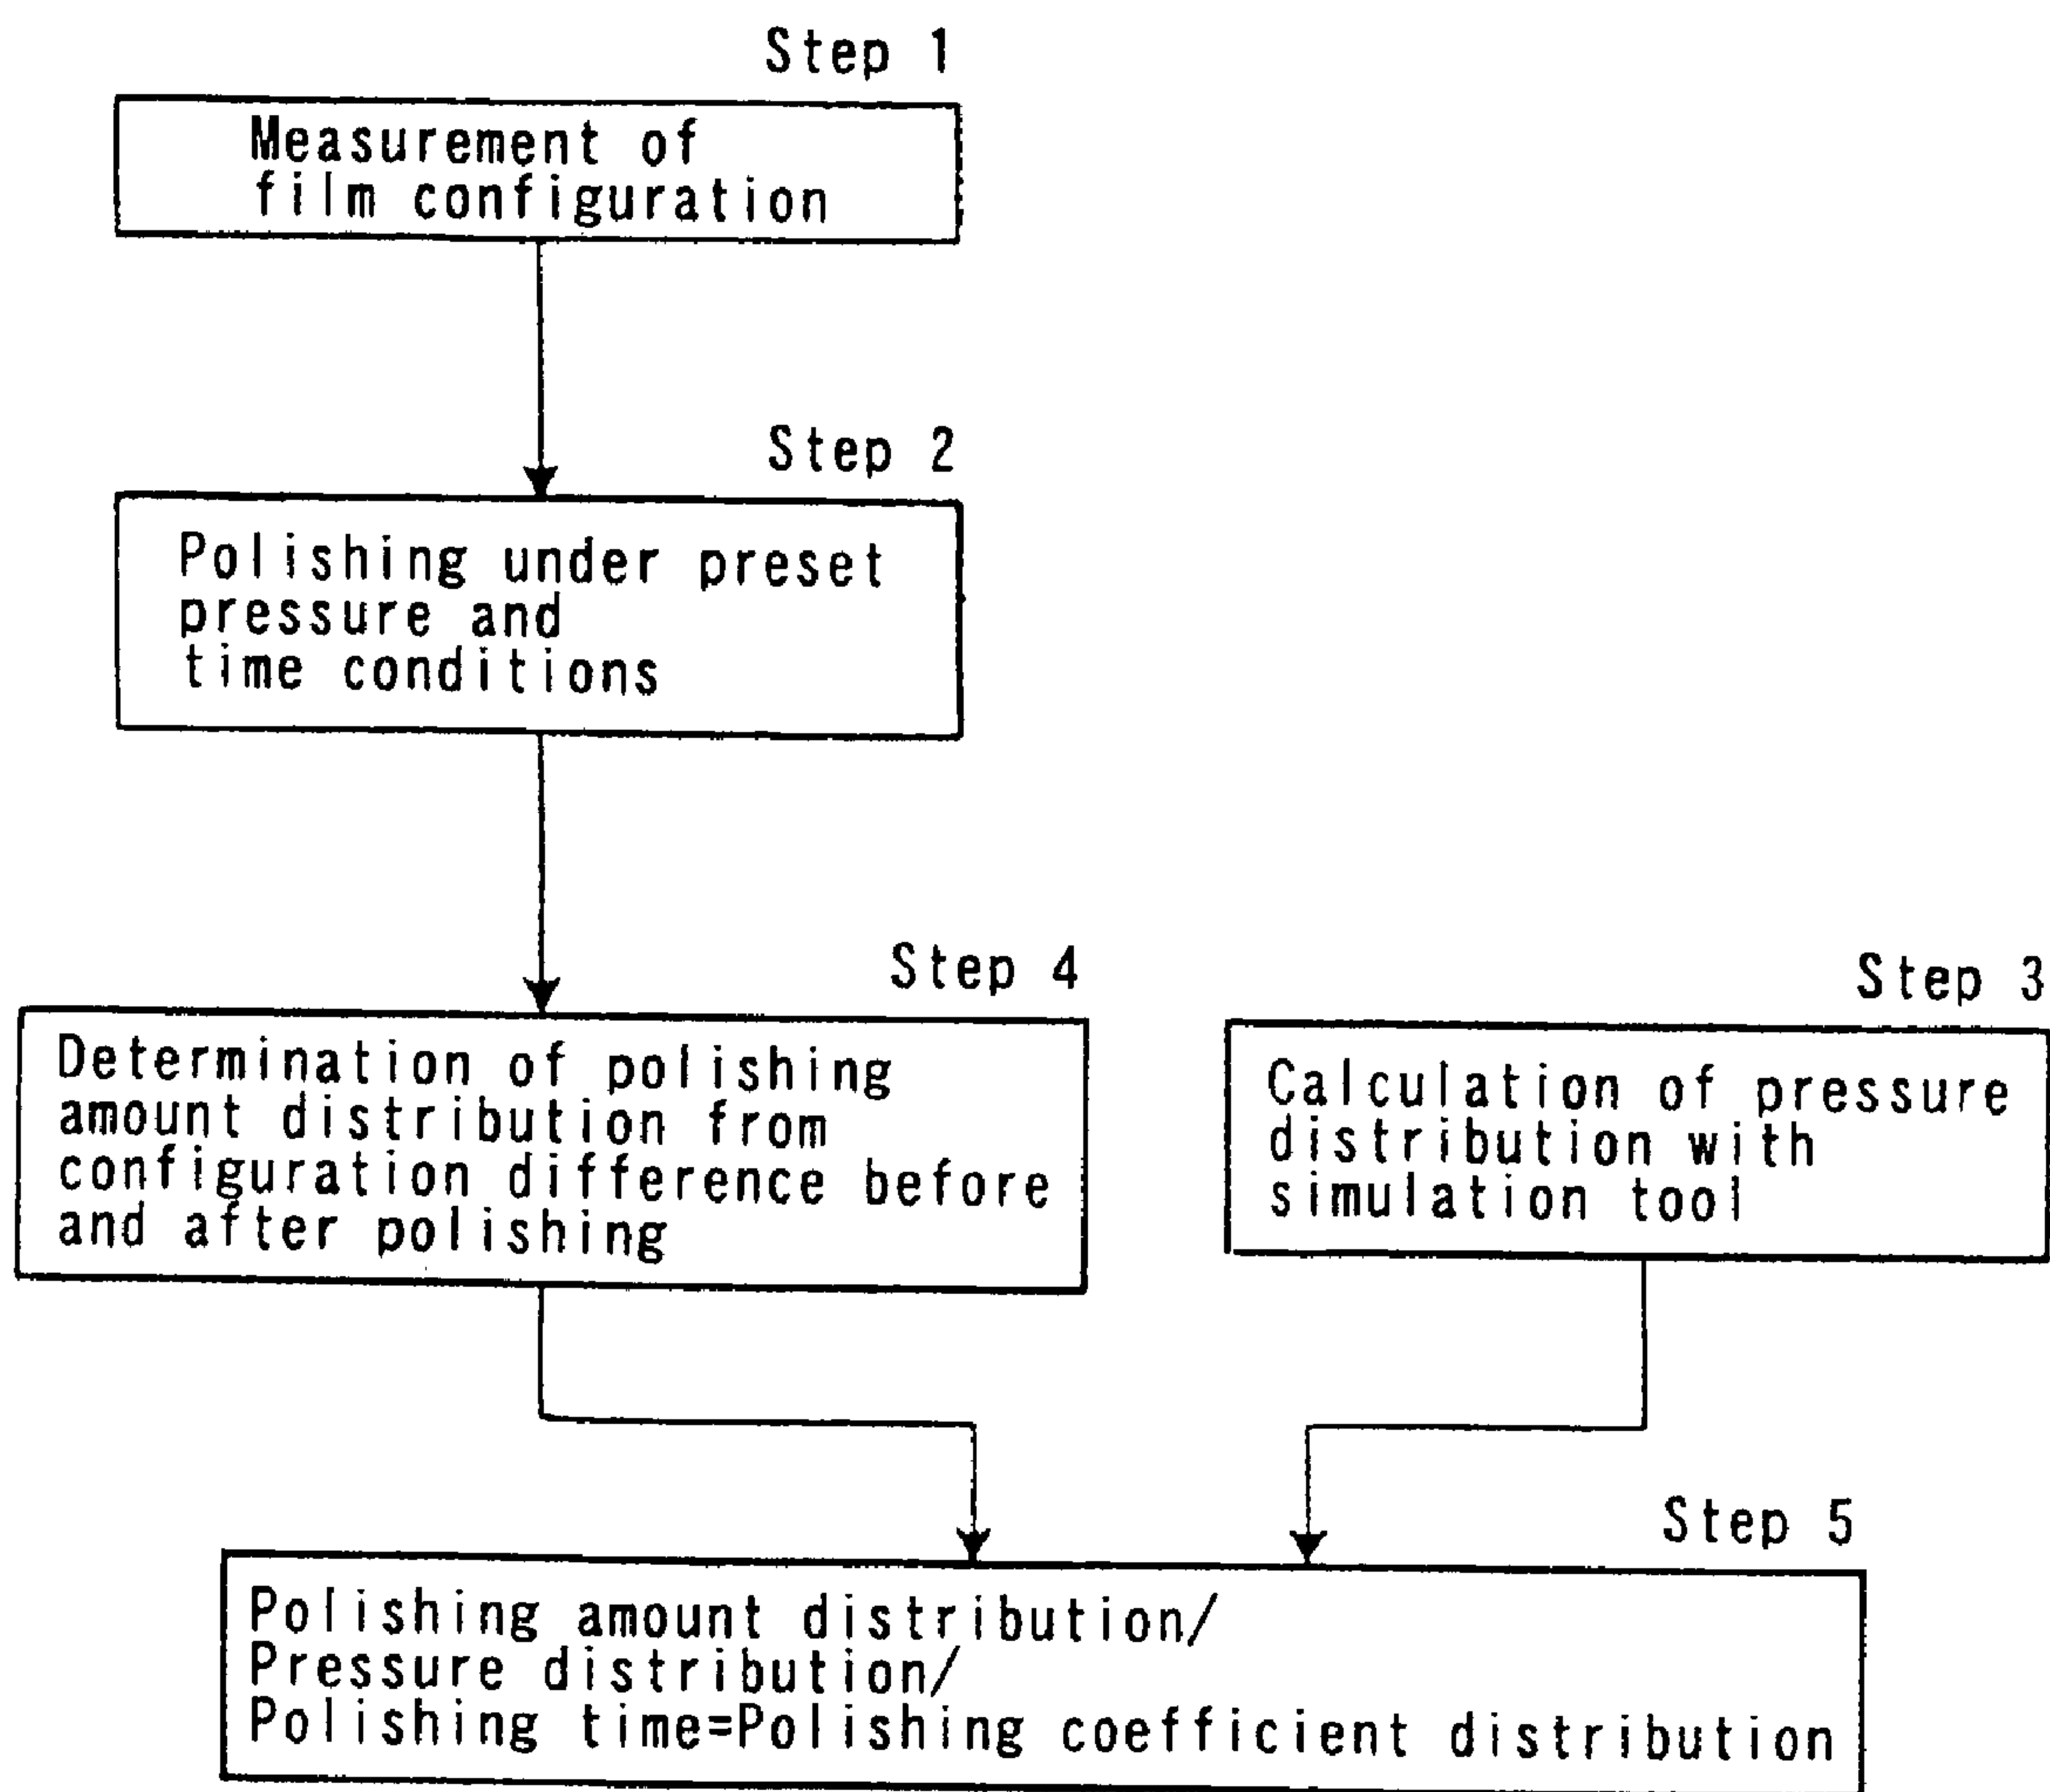 Step 1
Measurement of
film configuration
Step 2
Polishing under preset
pressure and
time conditions
Step 4
Determination of polishing
amount distribution from
configuration difference before
and after polishing
Step 3
Calculation of pressure
distribution with
simulation tool
Step 5
Polishing amount distribution/
Pressure distribution/
Polishing time=Polishing coefficient distribution